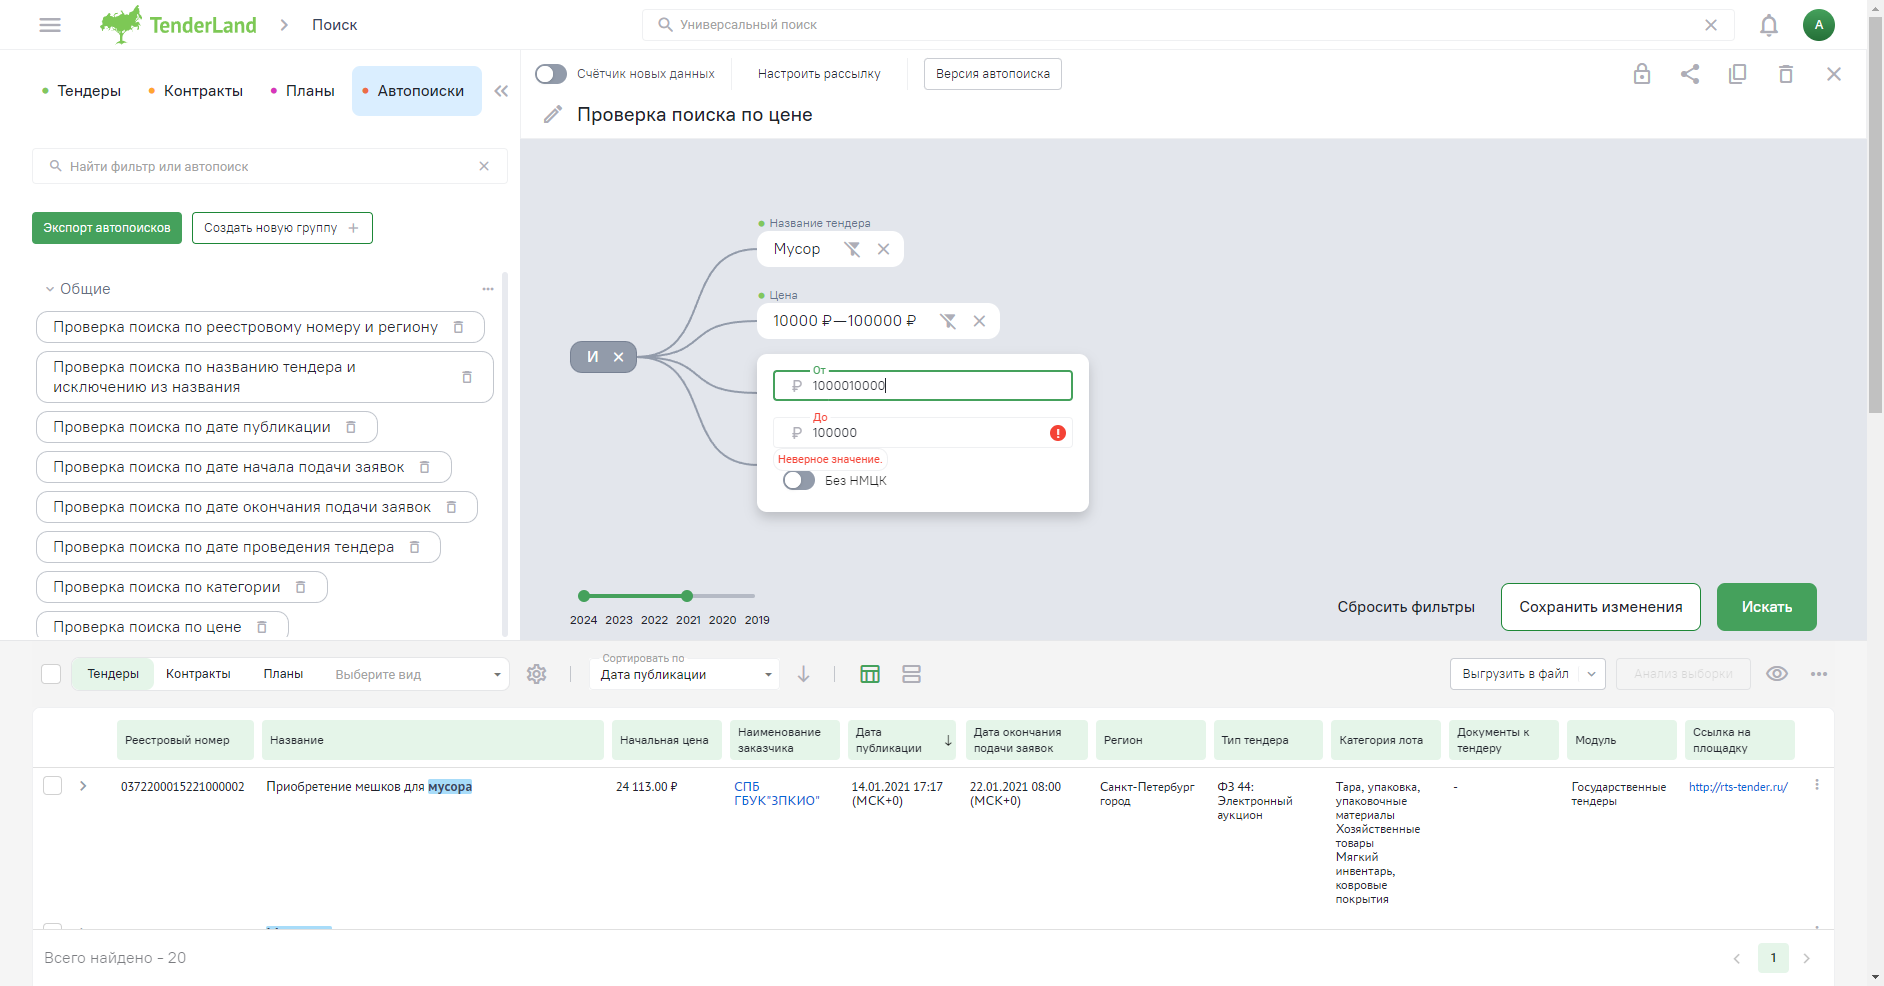 TenderLand
Поиск
Универсальный поиск
А
Тендеры
Контракты
Планы
Автопоиски
Счётчик новых данных
Настроить рассылку
Версия автопоиска
Проверка поиска по цене
Найти фильтр или автопоиск
Экспорт автопоисков
Создать новую группу
Общие
Проверка поиска по реестровому номеру и региону
Проверка поиска по названию тендера и
исключению из названия
Проверка поиска по дате публикации
Проверка поиска по дате начала подачи заявок
Проверка поиска по дате окончания подачи заявок
Проверка поиска по дате проведения тендера
Проверка поиска по категории
Проверка поиска по цене
Название тендера
Мусор
Цена
10000 ₽—100000 ₽
И
От
₽ 1000010000
До
₽ 100000
Неверное значение.
Без НМЦК
2024 2023 2022 2021 2020 2019
Сбросить фильтры
Сохранить изменения
Искать
Тендеры
Контракты
Планы
Выберите вид
Сортировать по
Дата публикации
Выгрузить в файл
Анализ выборки
Реестровый номер
Название
Начальная цена
Наименование
заказчика
Дата
публикации
Дата окончания
подачи заявок
Регион
Тип тендера
Категория лота
Документы к
тендеру
Модуль
Ссылка на
площадку
0372200015221000002
Приобретение мешков для мусора
24 113.00 ₽
СПБ
ГБУК"ЗПКИО"
14.01.2021 17:17
(МСК+0)
22.01.2021 08:00
(МСК+0)
Санкт-Петербург
город
ФЗ 44:
Электронный
аукцион
Тара, упаковка,
упаковочные
материалы
Хозяйственные
товары
Мягкий
инвентарь,
ковровые
покрытия
-
Государственные
тендеры
http://rts-tender.ru/
Всего найдено - 20
1